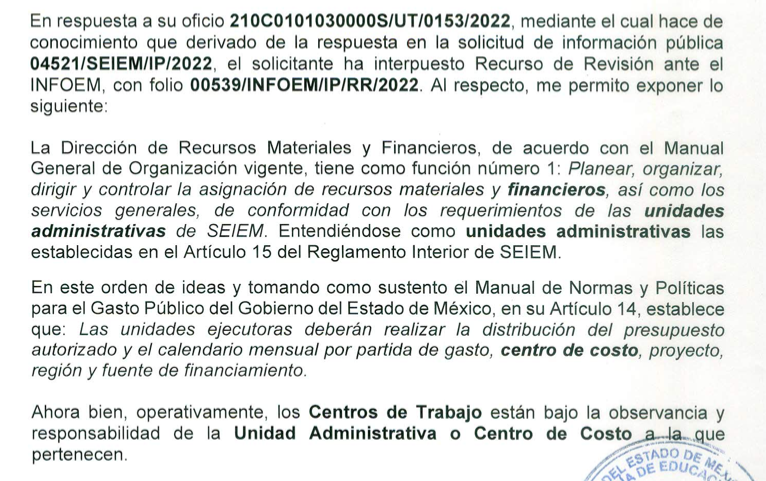 En respuesta a su oficio 210C0101030000S/UT/0153/2022, mediante el cual hace de
conocimiento que derivado de la respuesta en la solicitud de información pública
04521/SEIEM/IP/2022, el solicitante ha interpuesto Recurso de Revisión ante el
INFOEM, con folio 00539/INFOEM/IP/RR/2022. Al respecto, me permito exponer lo
siguiente:
La Dirección de Recursos Materiales y Financieros, de acuerdo con el Manual
General de Organización vigente, tiene como función número 1: Planear, organizar,
dirigir y controlar la asignación de recursos materiales y financieros, así como los
servicios generales, de conformidad con los requerimientos de las unidades
administrativas de SEIEM. Entendiéndose como unidades administrativas las
establecidas en el Artículo 15 del Reglamento Interior de SEIEM.
En este orden de ideas y tomando como sustento el Manual de Normas y Políticas
para el Gasto Público del Gobierno del Estado de México, en su Artículo 14, establece
que: Las unidades ejecutoras deberán realizar la distribución del presupuesto
autorizado y el calendario mensual por partida de gasto, centro de costo, proyecto,
región y fuente de financiamiento.
Ahora bien, operativamente, los Centros de Trabajo están bajo la observancia y
responsabilidad de la Unidad Administrativa o Centro de Costo a la que
pertenecen.
DEL ESTADO DE
DE